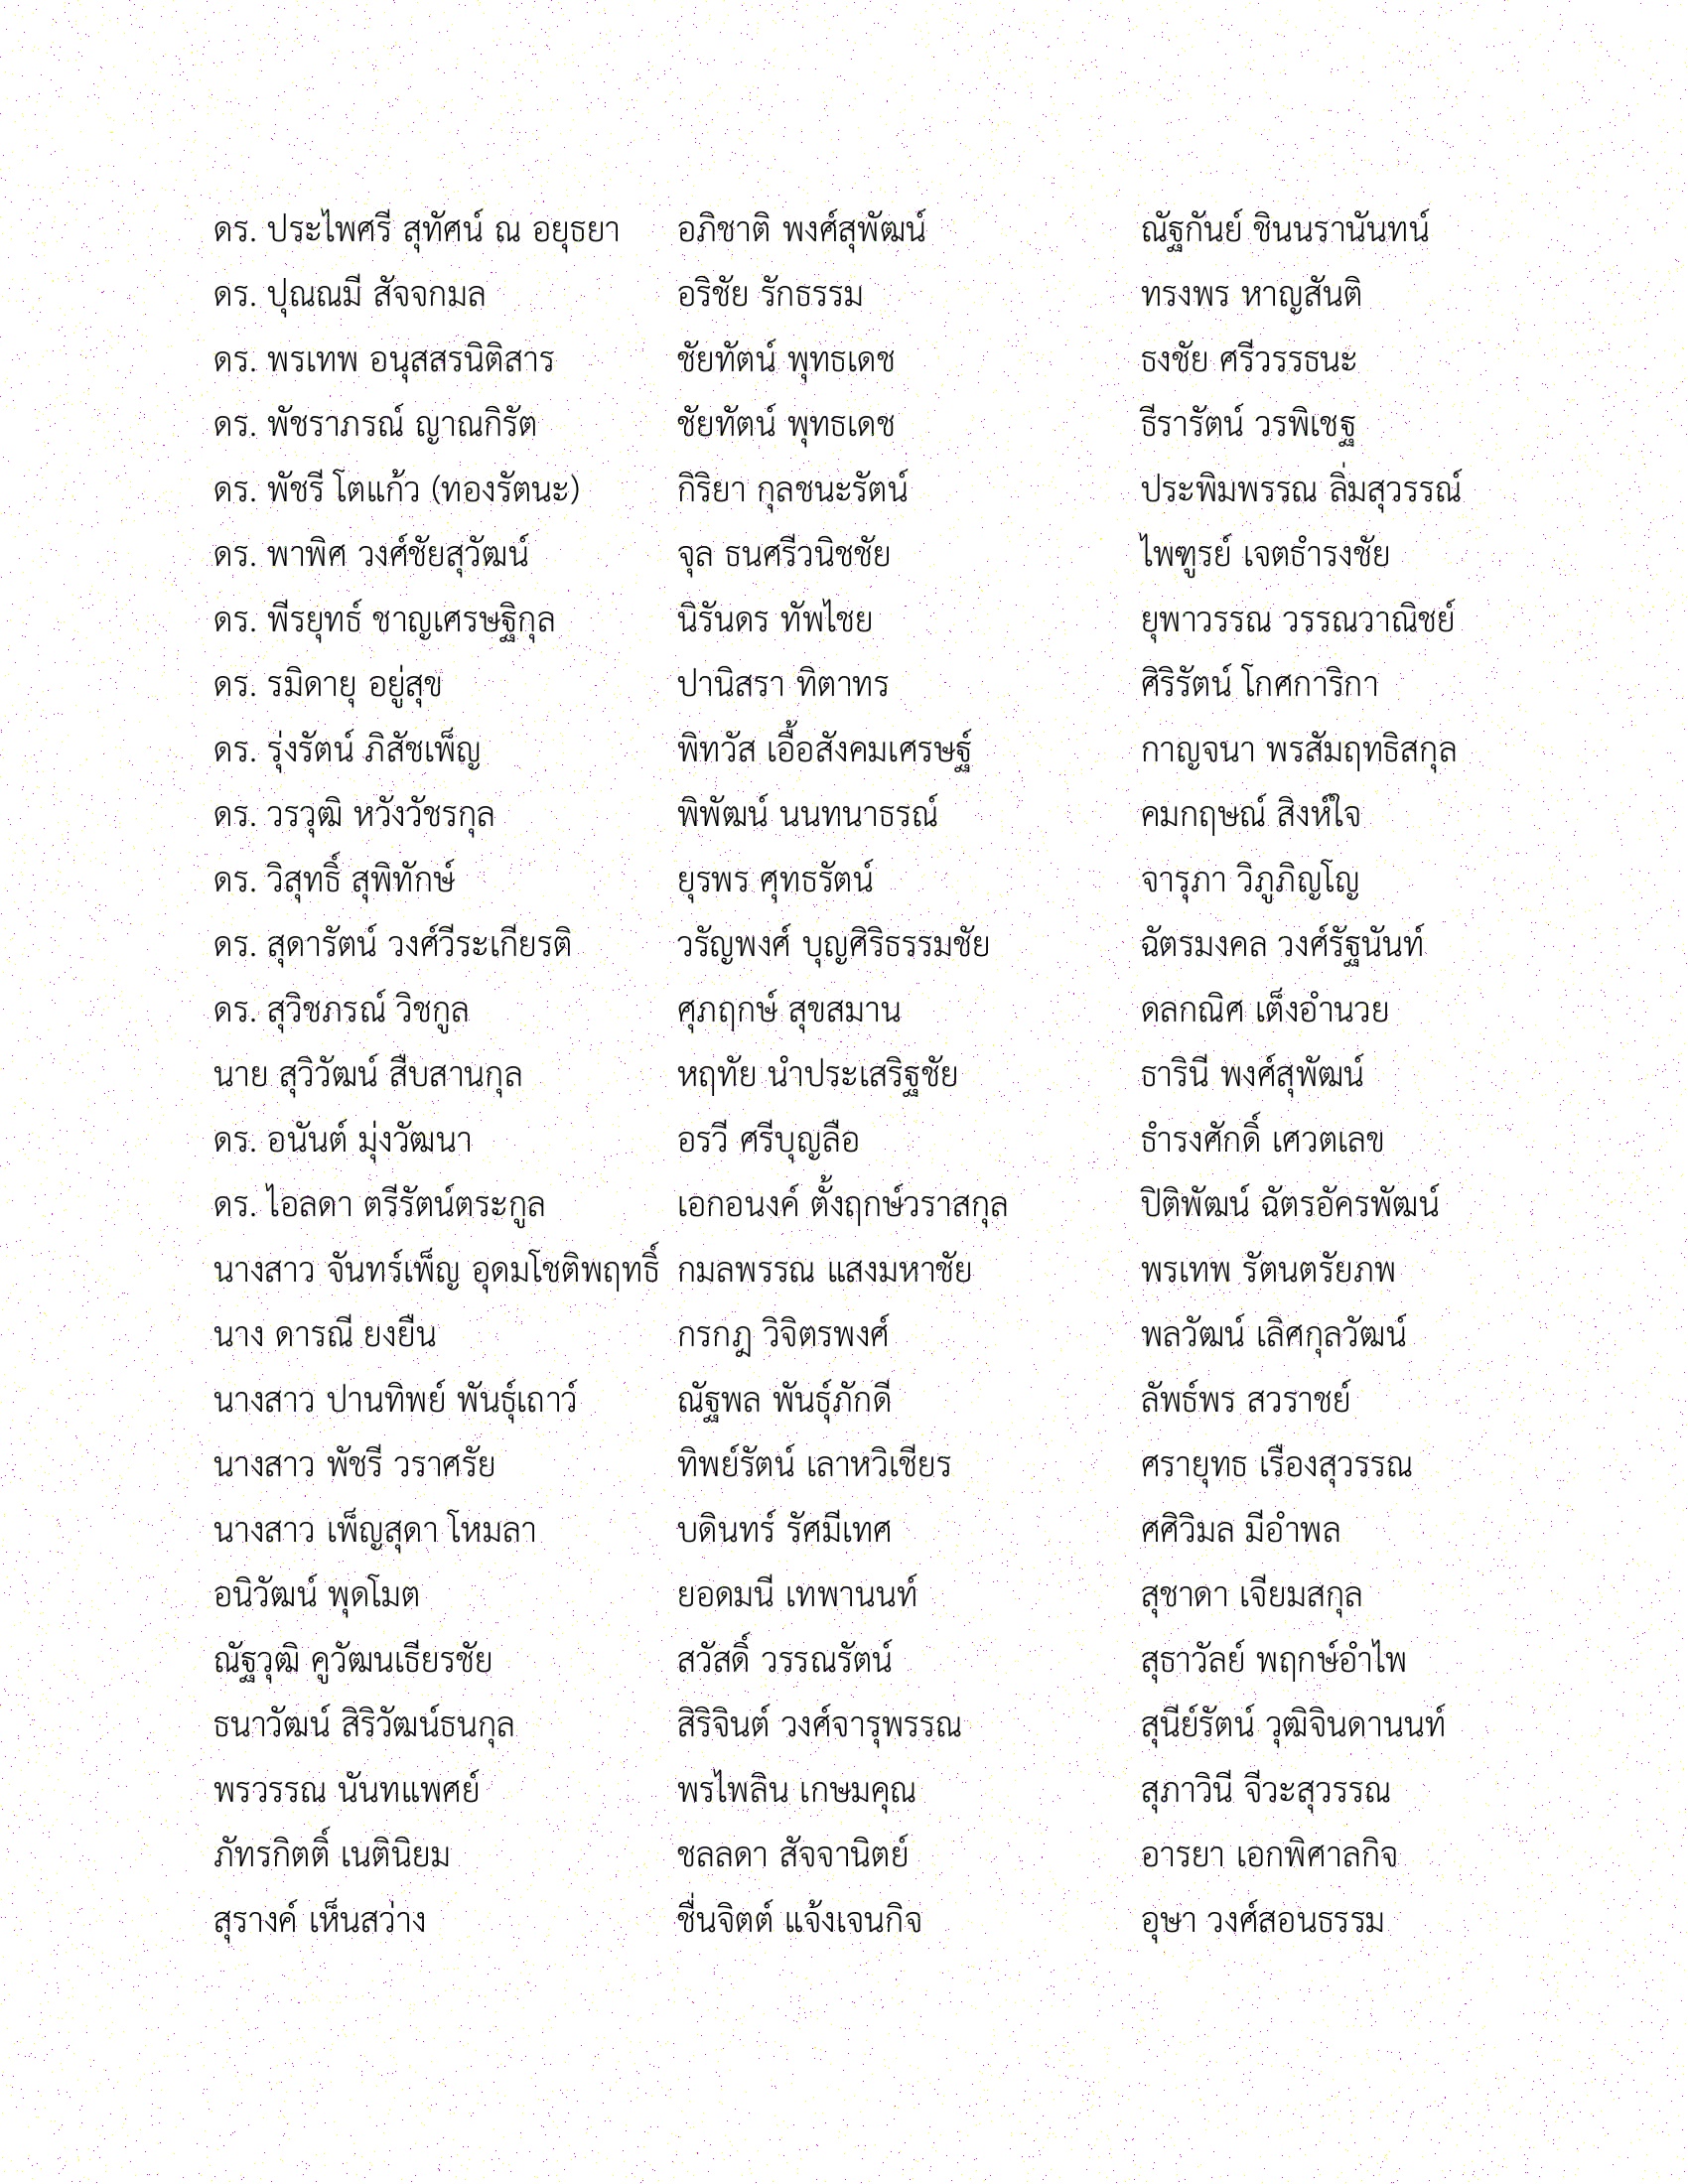 ดร. ประไพศรี สุทัศน์ ณ อยุธยา
ดร. ปุณณมี สัจจกมล
ดร. พรเทพ อนุสสรนิติสาร
ดร. พัชราภรณ์ ญาณกิรัต
ดร. พัชรี โตแก้ว (ทองรัตนะ)
ดร. พาพิศ วงศ์ชัยสุวัฒน์
ดร. พีรยุทธ์ ชาญเศรษฐิกุล
ดร. รมิดายุ อยู่สุข
ดร. รุ่งรัตน์ ภิสัชเพ็ญ
ดร. วรวุฒิ หวังวัชรกุล
ดร. วิสุทธิ์ สุพิทักษ์
ดร. สุดารัตน์ วงศ์วีระเกียรติ
ดร. สุวิชภรณ์ วิชกูล
นาย สุวิวัฒน์ สืบสานกุล
ดร. อนันต์ มุ่งวัฒนา
ดร. ไอลดา ตรีรัตน์ตระกูล
นางสาว จันทร์เพ็ญ อุดมโชติพฤทธิ์
นาง ดารณี ยงยืน
นางสาว ปานทิพย์ พันธุ์เถาว์
นางสาว พัชรี วราศรัย
นางสาว เพ็ญสุดา โหมลา
อนิวัฒน์ พุดโมต
ณัฐวุฒิ คูวัฒนเธียรชัย
ธนาวัฒน์ สิริวัฒน์ธนกุล
พรวรรณ นันทแพศย์
ภัทรกิตติ์ เนตินิยม
สุรางค์ เห็นสว่าง
อภิชาติ พงศ์สุพัฒน์
อริชัย รักธรรม
ชัยทัตน์ พุทธเดช
ชัยทัตน์ พุทธเดช
กิริยา กุลชนะรัตน์
จุล ธนศรีวนิชชัย
นิรันดร ทัพไชย
ปานิสรา ทิตาทร
พิทวัส เอื้อสังคมเศรษฐ์
พิพัฒน์ นนทนาธรณ์
ยุรพร ศุทธรัตน์
วรัญพงศ์ บุญศิริธรรมชัย
ศุภฤกษ์ สุขสมาน
หฤทัย นำประเสริฐชัย
อรวี ศรีบุญลือ
เอกอนงค์ ตั้งฤกษ์วราสกุล
กมลพรรณ แสงมหาชัย
กรกฎ วิจิตรพงศ์
ณัฐพล พันธุ์ภักดี
ทิพย์รัตน์ เลาหวิเชียร
บดินทร์ รัศมีเทศ
ยอดมนี เทพานนท์
สวัสดิ์ วรรณรัตน์
สิริจินต์ วงศ์จารุพรรณ
พรไพลิน เกษมคุณ
ชลลดา สัจจานิตย์
ชื่นจิตต์ แจ้งเจนกิจ
ณัฐกันย์ ชินนรานันทน์
ทรงพร หาญสันติ
ธงชัย ศรีวรรธนะ
ธีรารัตน์ วรพิเชฐ
ประพิมพรรณ ลิ่มสุวรรณ์
ไพฑูรย์ เจตธำรงชัย
ยุพาวรรณ วรรณวาณิชย์
ศิริรัตน์ โกศการิกา
กาญจนา พรสัมฤทธิสกุล
คมกฤษณ์ สิงห์ใจ
จารุภา วิภูภิญโญ
ฉัตรมงคล วงศ์รัฐนันท์
ดลกณิศ เต็งอำนวย
ธารินี พงศ์สุพัฒน์
ธำรงศักดิ์ เศวตเลข
ปิติพัฒน์ ฉัตรอัครพัฒน์
พรเทพ รัตนตรัยภพ
พลวัฒน์ เลิศกุลวัฒน์
ลัพธ์พร สวราชย์
ศรายุทธ เรืองสุวรรณ
ศศิวิมล มีอำพล
สุชาดา เจียมสกุล
สุธาวัลย์ พฤกษ์อำไพ
สุนีย์รัตน์ วุฒิจินดานนท์
สุภาวินี จีวะสุวรรณ
อารยา เอกพิศาลกิจ
อุษา วงศ์สอนธรรม